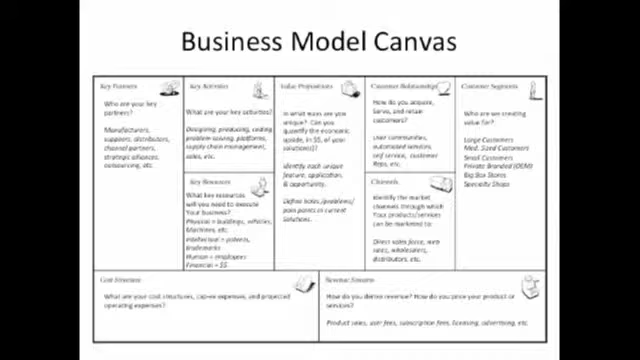 Business Model Canvas
Key Partners
Who are your key
partners?
Manufacturers,
suppliers, distributors,
channel partners,
strategic alliances,
outsourcing, etc.
Key Activities
What are your key activities?
Designing, producing,
problem solving, platforms,
supply chain management,
sales, etc.
Key Resources
What key resources
will you need to execute
Your business?
Physical = buildings, vehicles,
Machines, etc
Intellectual = patents,
trademarks
Human = employees
Financial = $$
Value Propositions
In what ways are you
unique? Can you
quantify the economic
upside, in $$, of your
solution(s)?
Identify each unique
feature, application,
& opportunity.
Define holes/problems/
pain points in current
Solutions.
Customer Relationships
How do you acquire,
serve, and retain
customers?
User communities,
automated services,
self service, customer
Reps, etc.
Channels
Identify the market
channels through which
Your products/services
can be marketed to
Direct sales force, web
sales, wholesalers,
distributors, etc.
Customer Segments
Who are we creating
value for?
Large Customers
Med. Sized Customers
Small Customers
Private Branded (OEM)
Big Box Stores
Specialty Shops
Cost Structure
What are your cost structures, cap-ex expenses, and projected
operating expenses?
Revenue Streams
How do you derive revenue? How do you price your product or
services?
Product sales, user fees, subscription fees, licensing, advertising, etc.